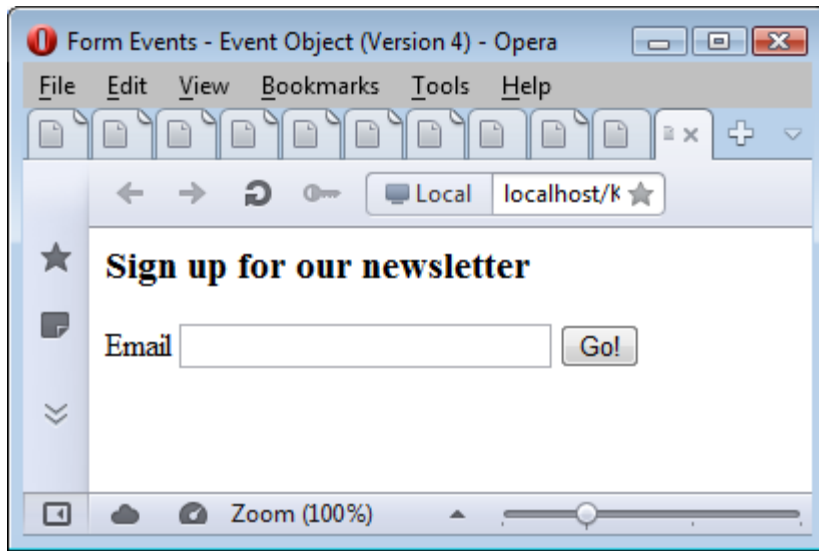 Form Events - Event Object (Version 4) - Opera
File Edit View Bookmarks Tools Help
Local localhost/K
Sign up for our newsletter
Email Go!
Zoom (100%)